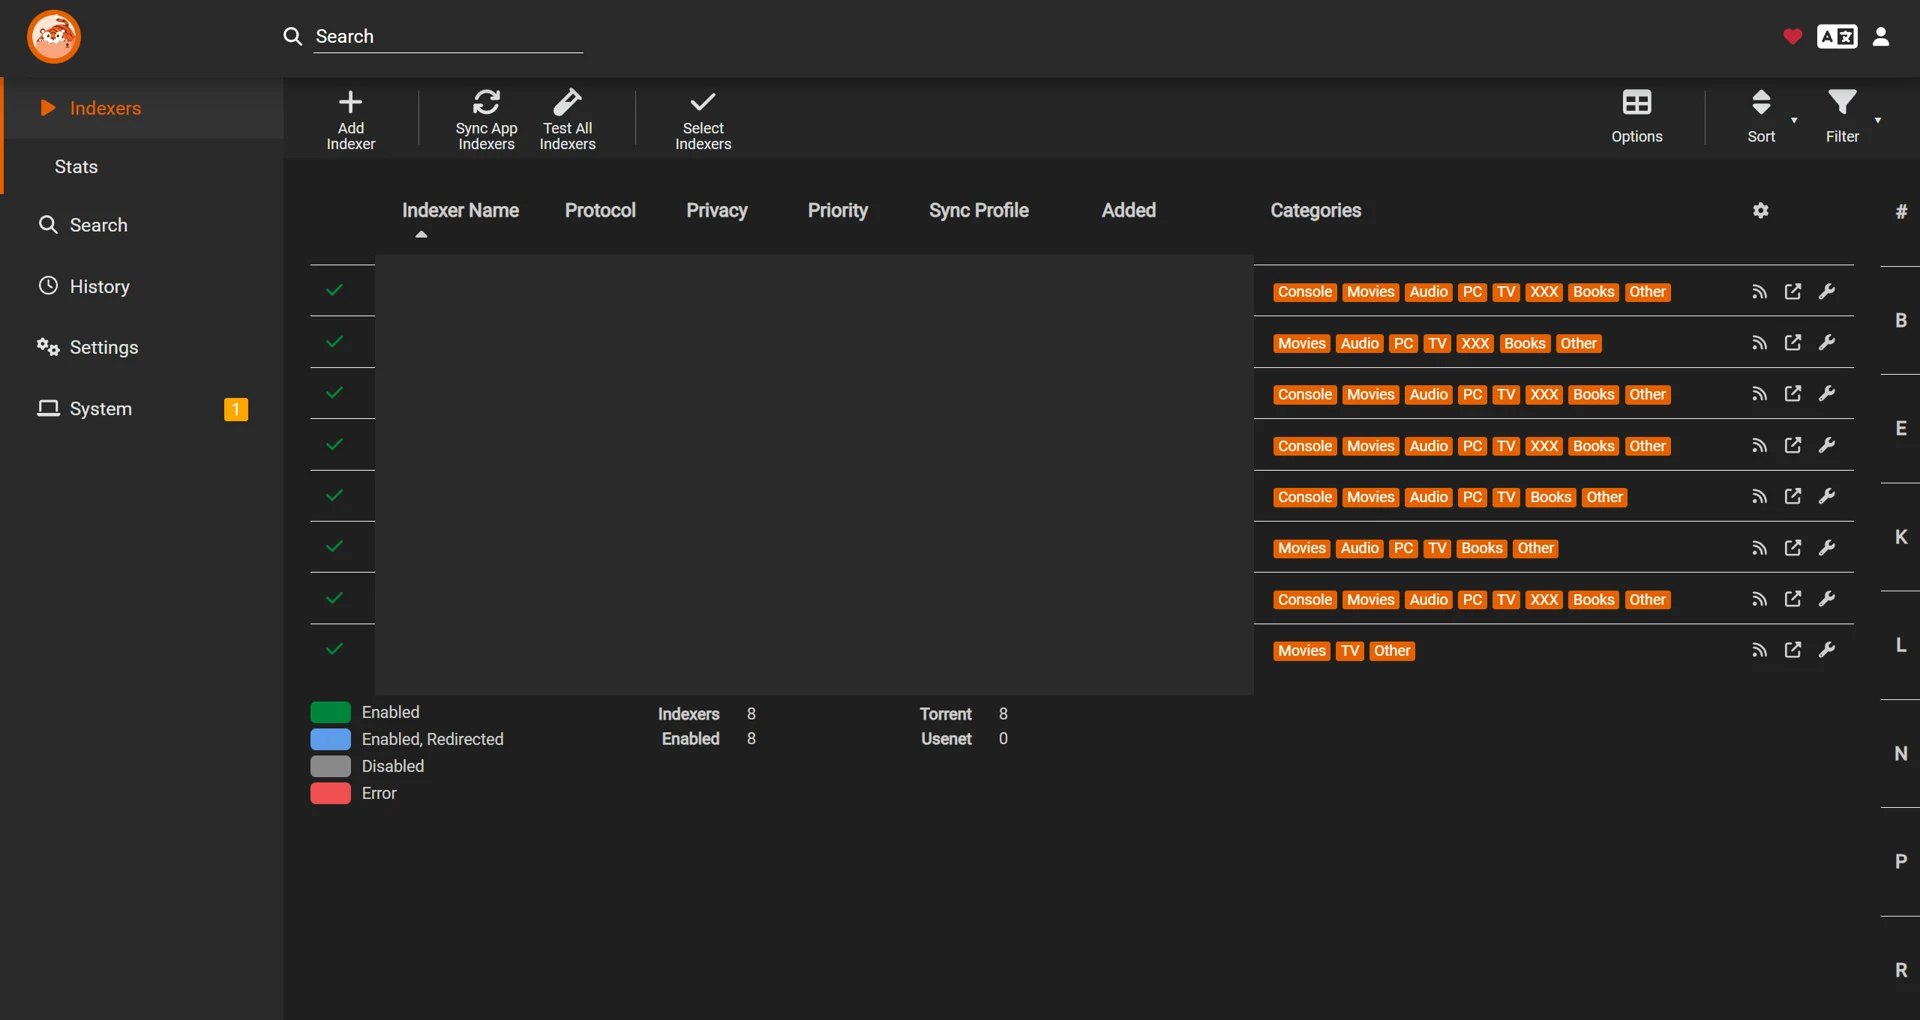 Search
A
Indexers
Stats
Search
History
Settings
System 1
Add Indexer
Sync App Indexers
Test All Indexers
Select Indexers
Options
Sort
Filter
Indexer Name Protocol Privacy Priority Sync Profile Added Categories
Console Movies Audio PC TV XXX Books Other
Movies Audio PC TV XXX Books Other
Console Movies Audio PC TV XXX Books Other
Console Movies Audio PC TV XXX Books Other
Console Movies Audio PC TV Books Other
Movies Audio PC TV Books Other
Console Movies Audio PC TV XXX Books Other
Movies TV Other
Enabled
Enabled, Redirected
Disabled
Error
Indexers 8
Enabled 8
Torrent 8
Usenet 0
#
B
E
K
L
N
P
R